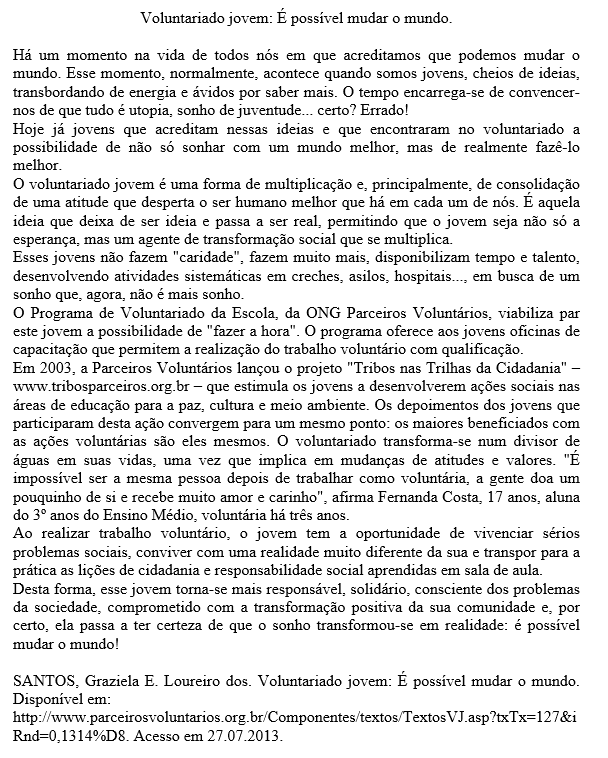 Voluntariado jovem: É possível mudar o mundo.
Há um momento na vida de todos nós em que acreditamos que podemos mudar o
mundo. Esse momento, normalmente, acontece quando somos jovens, cheios de ideias,
transbordando de energia e ávidos por saber mais. O tempo encarrega-se de convencer-
nos de que tudo é utopia, sonho de juventude... certo? Errado!
Hoje já jovens que acreditam nessas ideias e que encontraram no voluntariado a
possibilidade de não só sonhar com um mundo melhor, mas de realmente fazê-lo
melhor.
O voluntariado jovem é uma forma de multiplicação e, principalmente, de consolidação
de uma atitude que desperta o ser humano melhor que há em cada um de nós. É aquela
ideia que deixa de ser ideia e passa a ser real, permitindo que o jovem seja não só a
esperança, mas um agente de transformação social que se multiplica.
Esses jovens não fazem "caridade", fazem muito mais, disponibilizam tempo e talento,
desenvolvendo atividades sistemáticas em creches, asilos, hospitais..., em busca de um
sonho que, agora, não é mais sonho.
O Programa de Voluntariado da Escola, da ONG Parceiros Voluntários, viabiliza par
este jovem a possibilidade de "fazer a hora". O programa oferece aos jovens oficinas de
capacitação que permitem a realização do trabalho voluntário com qualificação.
Em 2003, a Parceiros Voluntários lançou o projeto "Tribos nas Trilhas da Cidadania" –
www.tribosparceiros.org.br – que estimula os jovens a desenvolverem ações sociais nas
áreas de educação para a paz, cultura e meio ambiente. Os depoimentos dos jovens que
participaram desta ação convergem para um mesmo ponto: os maiores beneficiados com
as ações voluntárias são eles mesmos. O voluntariado transforma-se num divisor de
águas em suas vidas, uma vez que implica em mudanças de atitudes e valores. "É
impossível ser a mesma pessoa depois de trabalhar como voluntária, a gente doa um
pouquinho de si e recebe muito amor e carinho", afirma Fernanda Costa, 17 anos, aluna
do 3º anos do Ensino Médio, voluntária há três anos.
Ao realizar trabalho voluntário, o jovem tem a oportunidade de vivenciar sérios
problemas sociais, conviver com uma realidade muito diferente da sua e transpor para a
prática as lições de cidadania e responsabilidade social aprendidas em sala de aula.
Desta forma, esse jovem torna-se mais responsável, solidário, consciente dos problemas
da sociedade, comprometido com a transformação positiva da sua comunidade e, por
certo, ela passa a ter certeza de que o sonho transformou-se em realidade: é possível
mudar o mundo!
SANTOS, Graziela E. Loureiro dos. Voluntariado jovem: É possível mudar o mundo.
Disponível em:
http://www.parceirosvoluntarios.org.br/Componentes/textos/TextosVJ.asp?txTx=127&i
Rnd=0,1314%D8. Acesso em 27.07.2013.